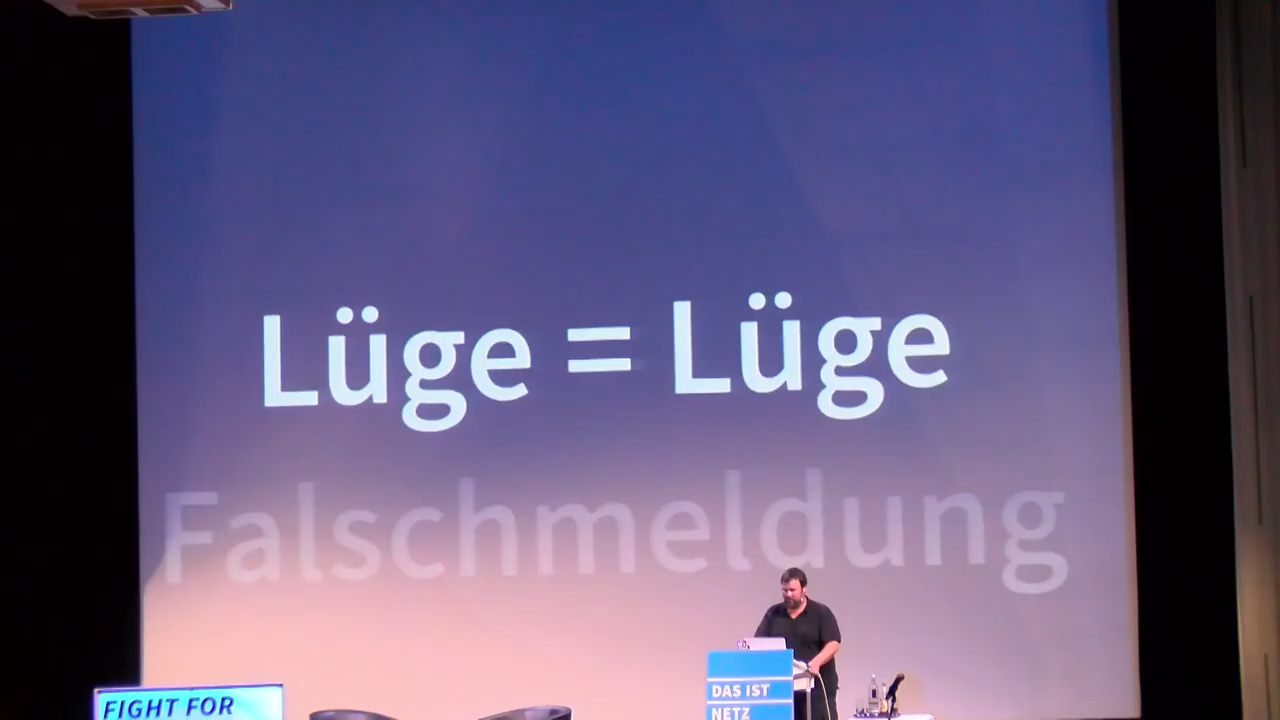 Lüge = Lüge
Falschmeldung
FIGHT FOR
DAS IST
NETZ